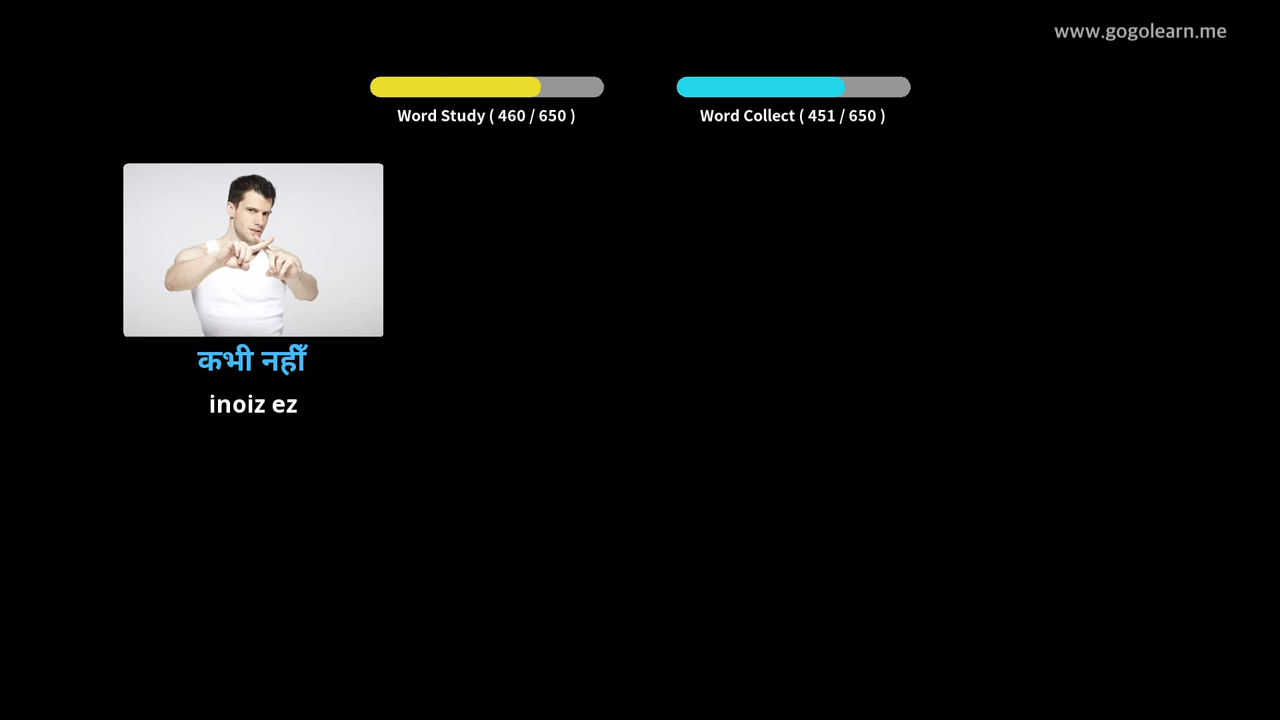 www.gogolearn.me
Word Study ( 460 / 650 )
Word Collect ( 451 / 650 )
कभी नहीँ
inoiz ez